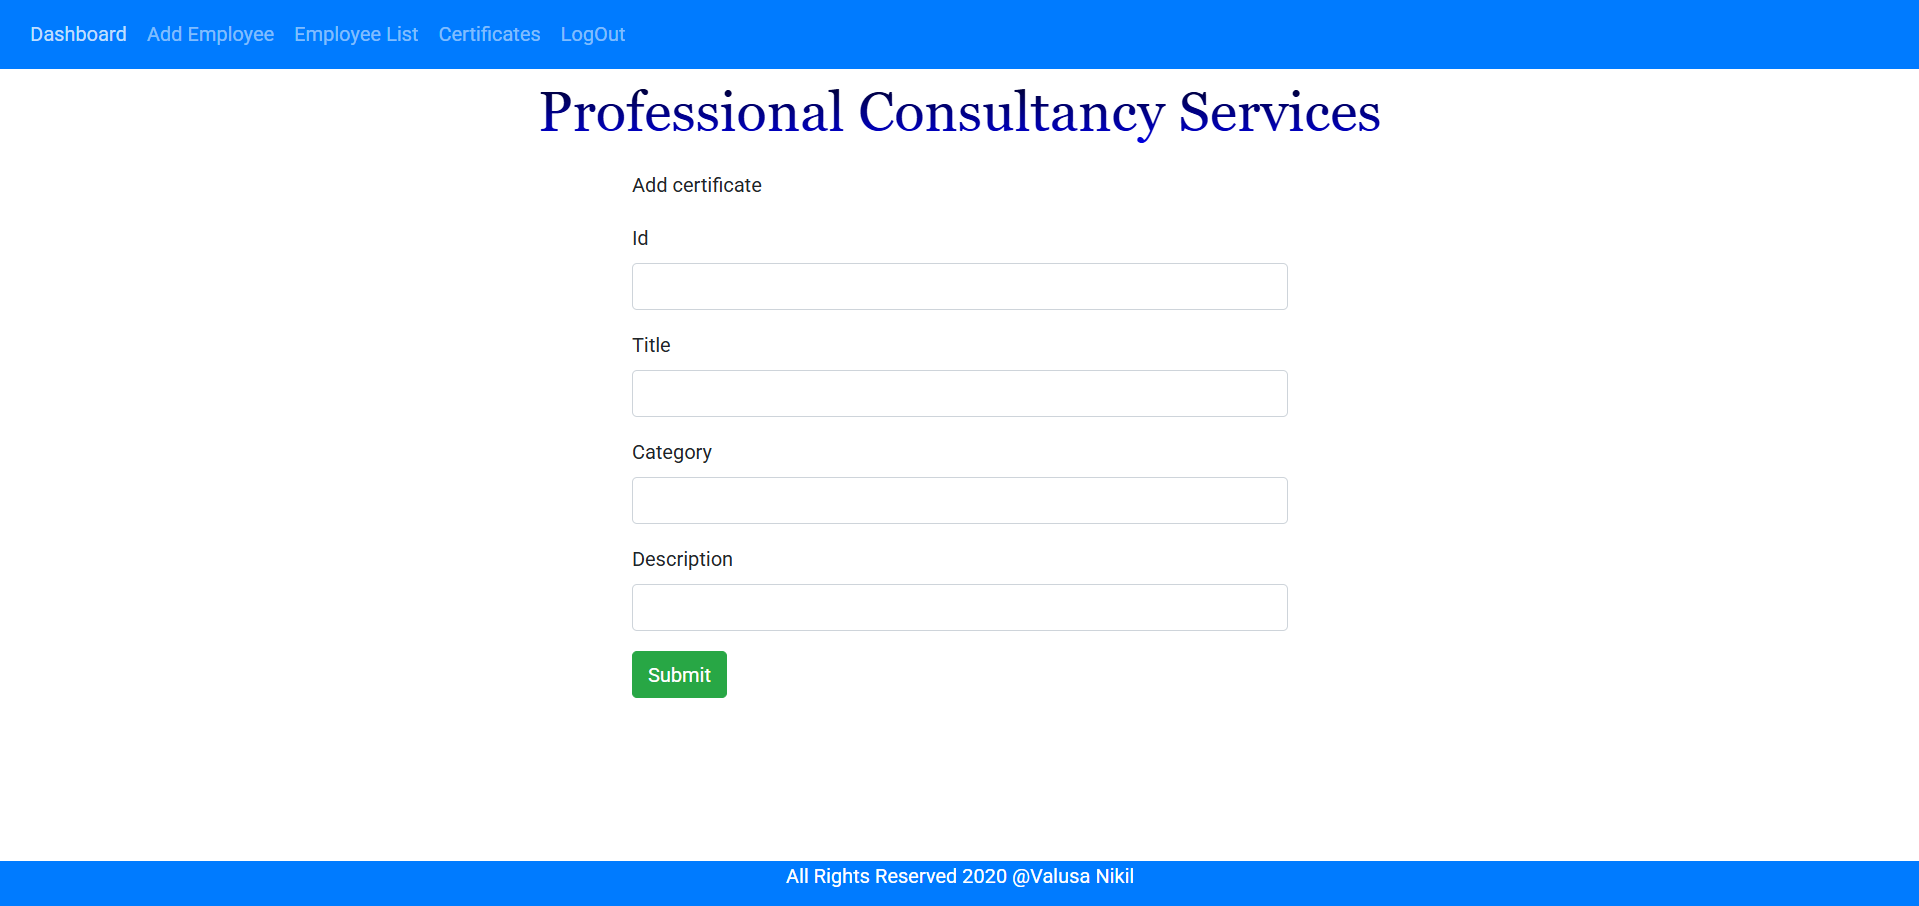 Dashboard Add Employee Employee List Certificates LogOut
Professional Consultancy Services
Add certificate
Id
Title
Category
Description
Submit
All Rights Reserved 2020 @Valusa Nikil